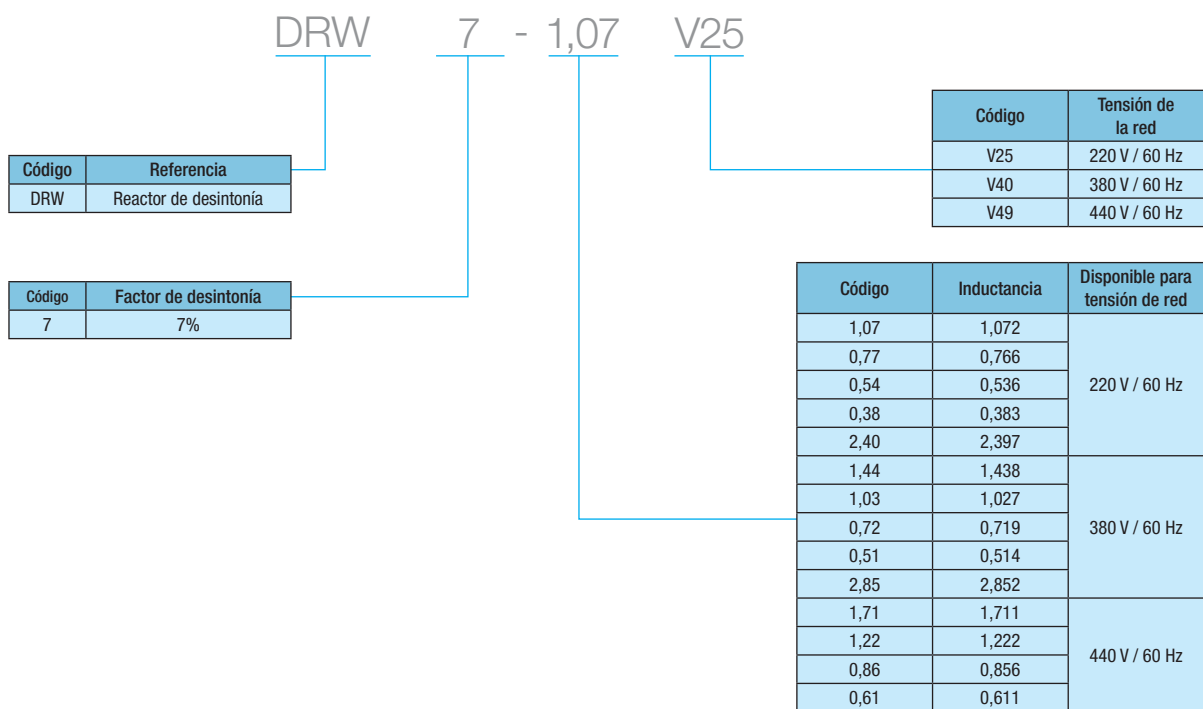 DRW 7 - 1,07 V25
Código Referencia
DRW Reactor de desintonía
Código Factor de desintonía
7 7%
Código Tensión de
la red
V25 220 V / 60 Hz
V40 380 V / 60 Hz
V49 440 V / 60 Hz
Código Inductancia Disponible para
tensión de red
1,07 1,072
0,77 0,766
0,54 0,536 220 V / 60 Hz
0,38 0,383
2,40 2,397
1,44 1,438
1,03 1,027
0,72 0,719 380 V / 60 Hz
0,51 0,514
2,85 2,852
1,71 1,711
1,22 1,222
440 V / 60 Hz
0,86 0,856
0,61 0,611